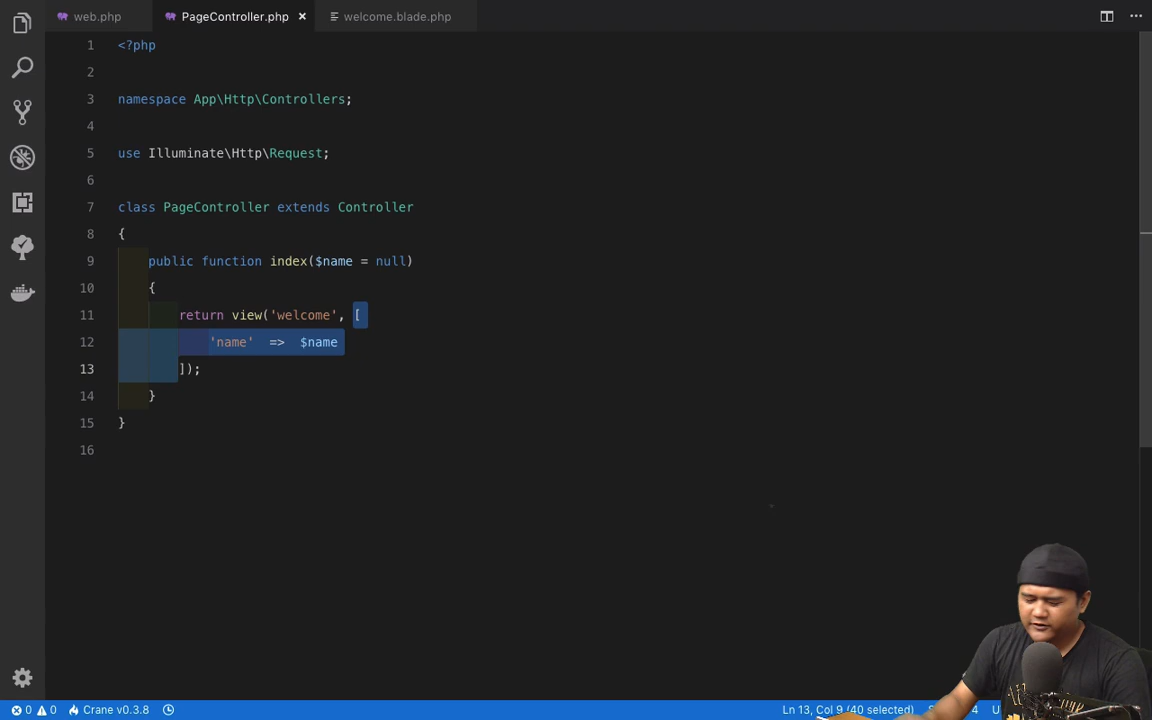 web.php PageController.php × welcome.blade.php
1 <?php
2
3 namespace App\Http\Controllers;
4
5 use Illuminate\Http\Request;
6
7 class PageController extends Controller
8 {
9 public function index($name = null)
10 {
11 return view('welcome', [
12 'name' => $name
13 ]);
14 }
15 }
16
0 0 Crane v0.3.8 Ln 13, Col 9 (40 selected)